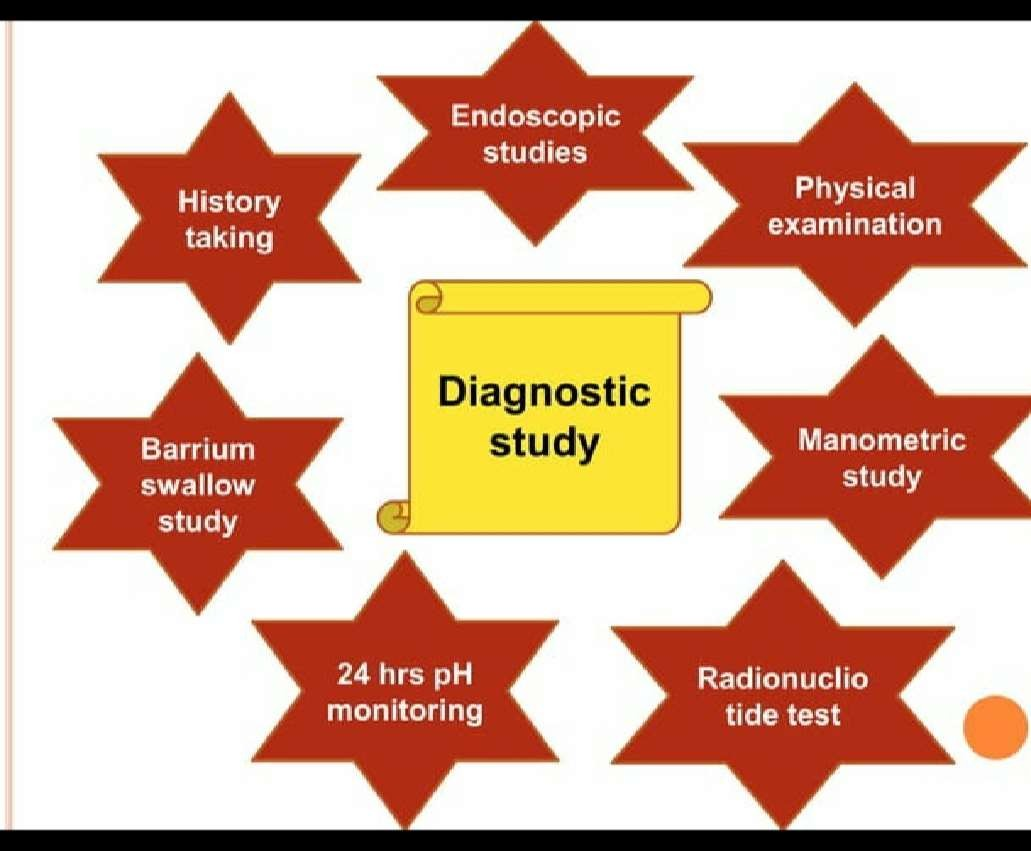 Endoscopic
studies
History
taking
Physical
examination
Diagnostic
study
Barrium
swallow
study
Manometric
study
24 hrs pH
monitoring
Radionuclio
tide test